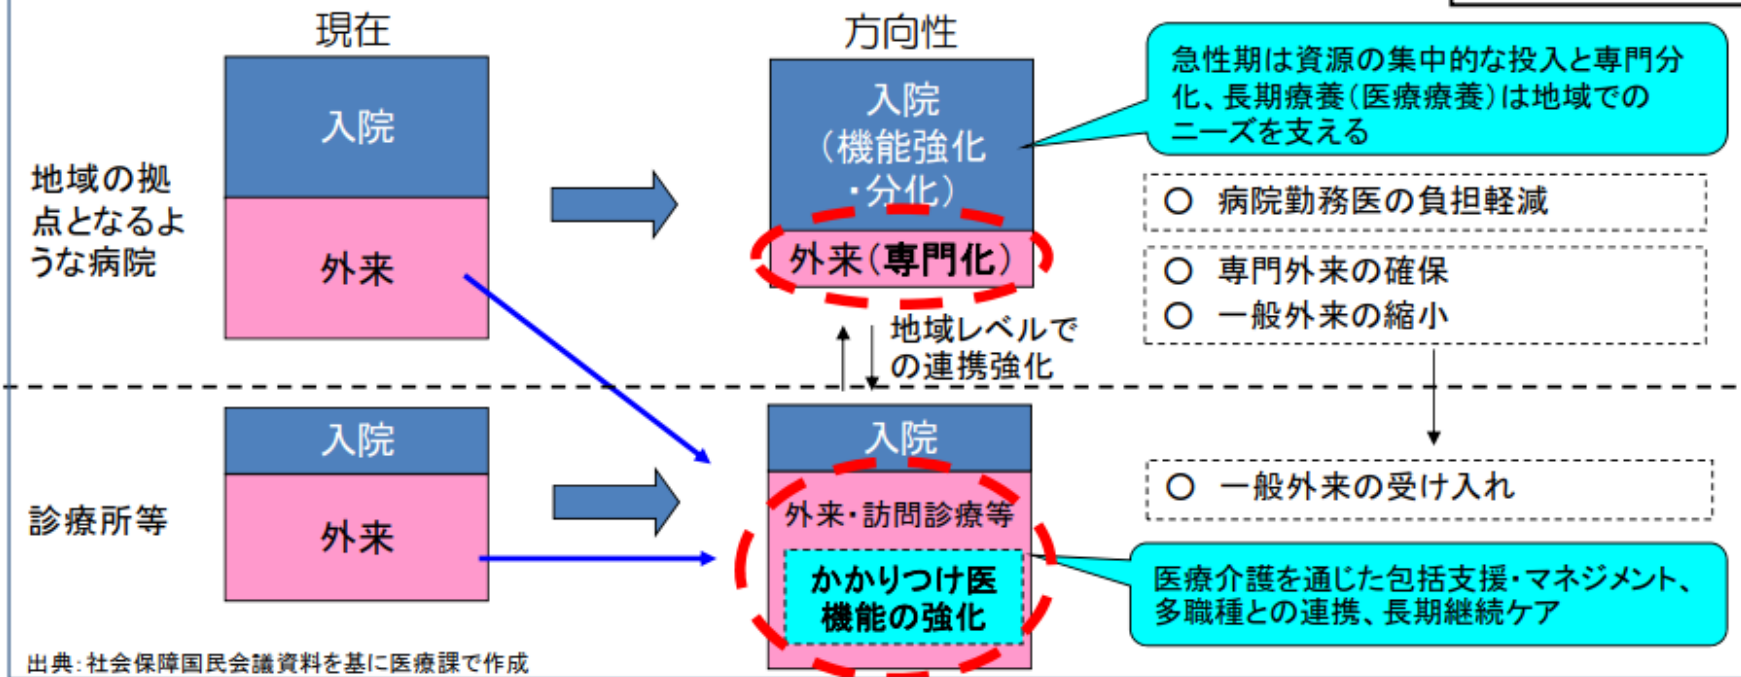 現在
方向性
地域の拠
点となるよ
うな病院
入院
外来
入院
(機能強化
・分化)
外来(専門化)
急性期は資源の集中的な投入と専門分
化、長期療養(医療療養)は地域での
ニーズを支える
〇 病院勤務医の負担軽減
〇 専門外来の確保
〇 一般外来の縮小
地域レベルで
の連携強化
診療所等
入院
外来
入院
外来・訪問診療等
かかりつけ医
機能の強化
〇 一般外来の受け入れ
医療介護を通じた包括支援・マネジメント、
多職種との連携、長期継続ケア
出典:社会保障国民会議資料を基に医療課で作成